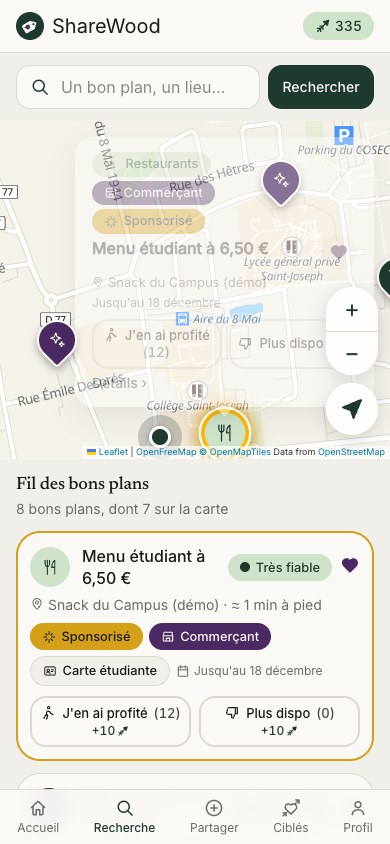 ShareWood
335
Un bon plan, un lieu...
Rechercher
du 8 Mai 1944
Parking du COSEC
Restaurants
Rue des Hêtres
77
Commerçant
Sponsorisé
Menu étudiant à 6,50 €
Lycée général privé
Saint-Joseph
Snack du Campus (démo)
Jusqu'au 18 décembre
D 77
Aire du 8 Mai
J'en ai profité
(12)
Plus dispo
+
−
Rue Émile
Détails ›
Collège Saint-Joseph
Leaflet | OpenFreeMap © OpenMapTiles Data from OpenStreetMap
Fil des bons plans
8 bons plans, dont 7 sur la carte
Menu étudiant à
6,50 €
Très fiable
Snack du Campus (démo) · ≈ 1 min à pied
Sponsorisé
Commerçant
Carte étudiante
Jusqu'au 18 décembre
J'en ai profité (12)
+10
Plus dispo (0)
+10
Accueil
Recherche
Partager
Ciblés
Profil